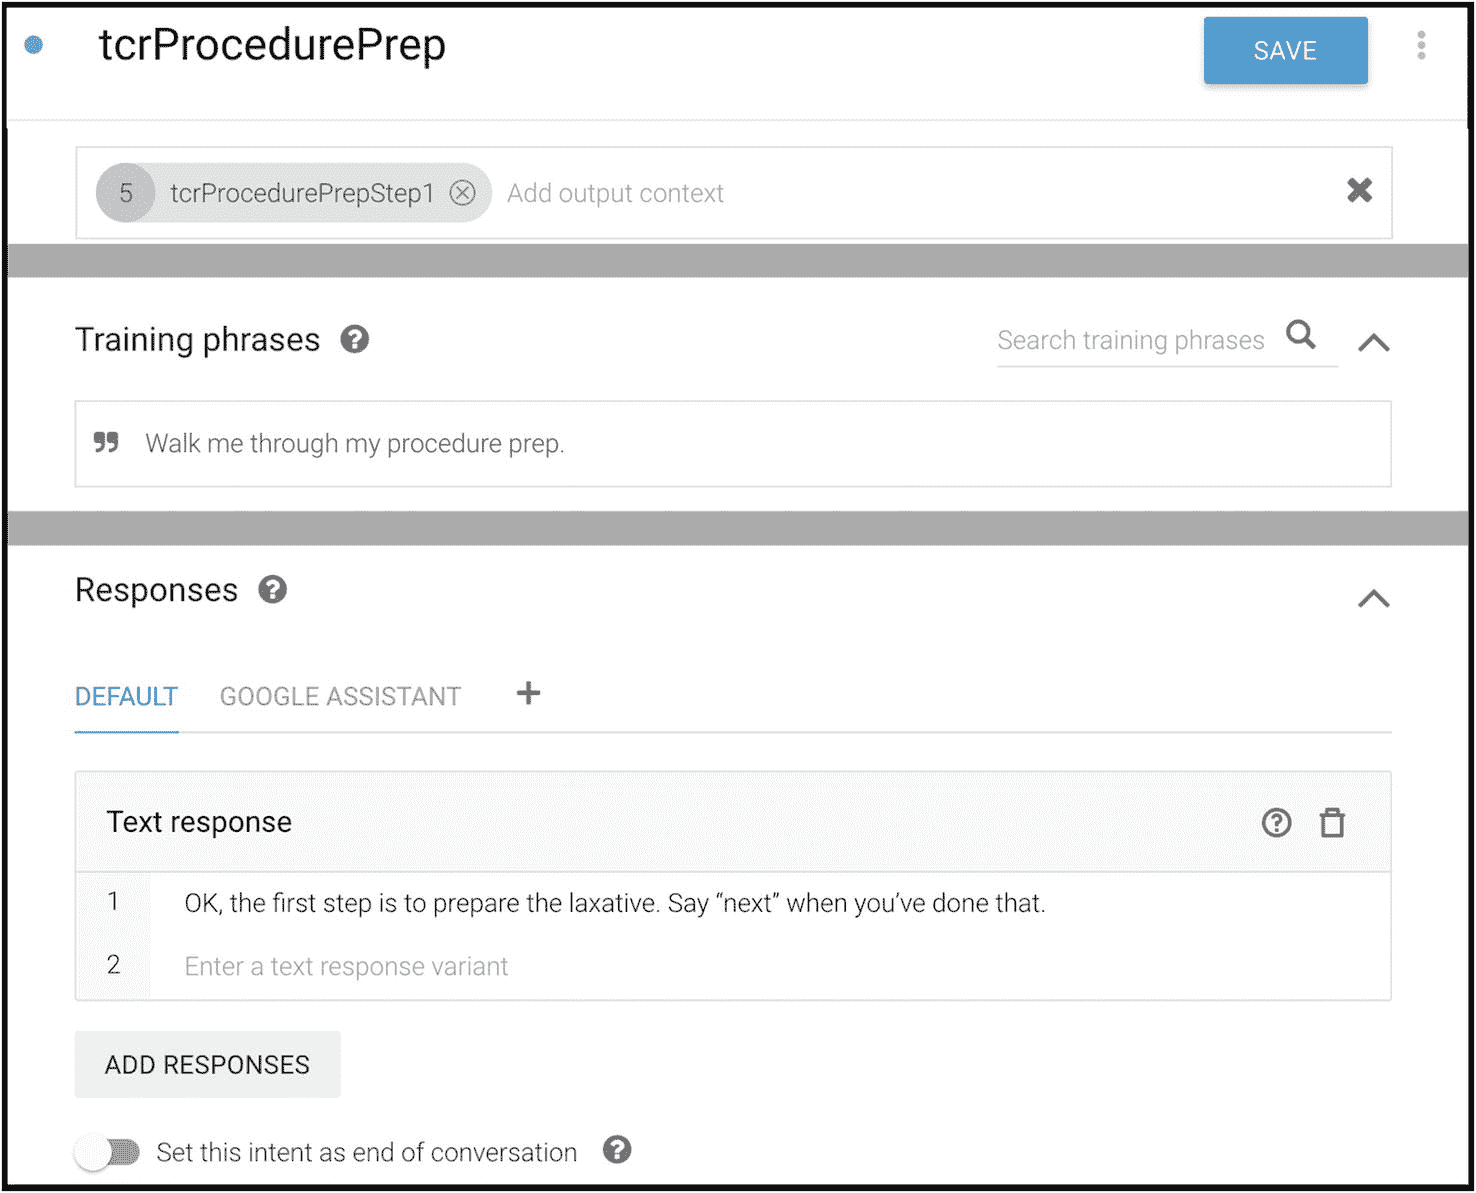 tcrProcedurePrep
SAVE
5 tcrProcedurePrepStep1 Add output context
Training phrases
Search training phrases
Walk me through my procedure prep.
Responses
DEFAULT GOOGLE ASSISTANT +
Text response
1 OK, the first step is to prepare the laxative. Say “next” when you’ve done that.
2 Enter a text response variant
ADD RESPONSES
Set this intent as end of conversation